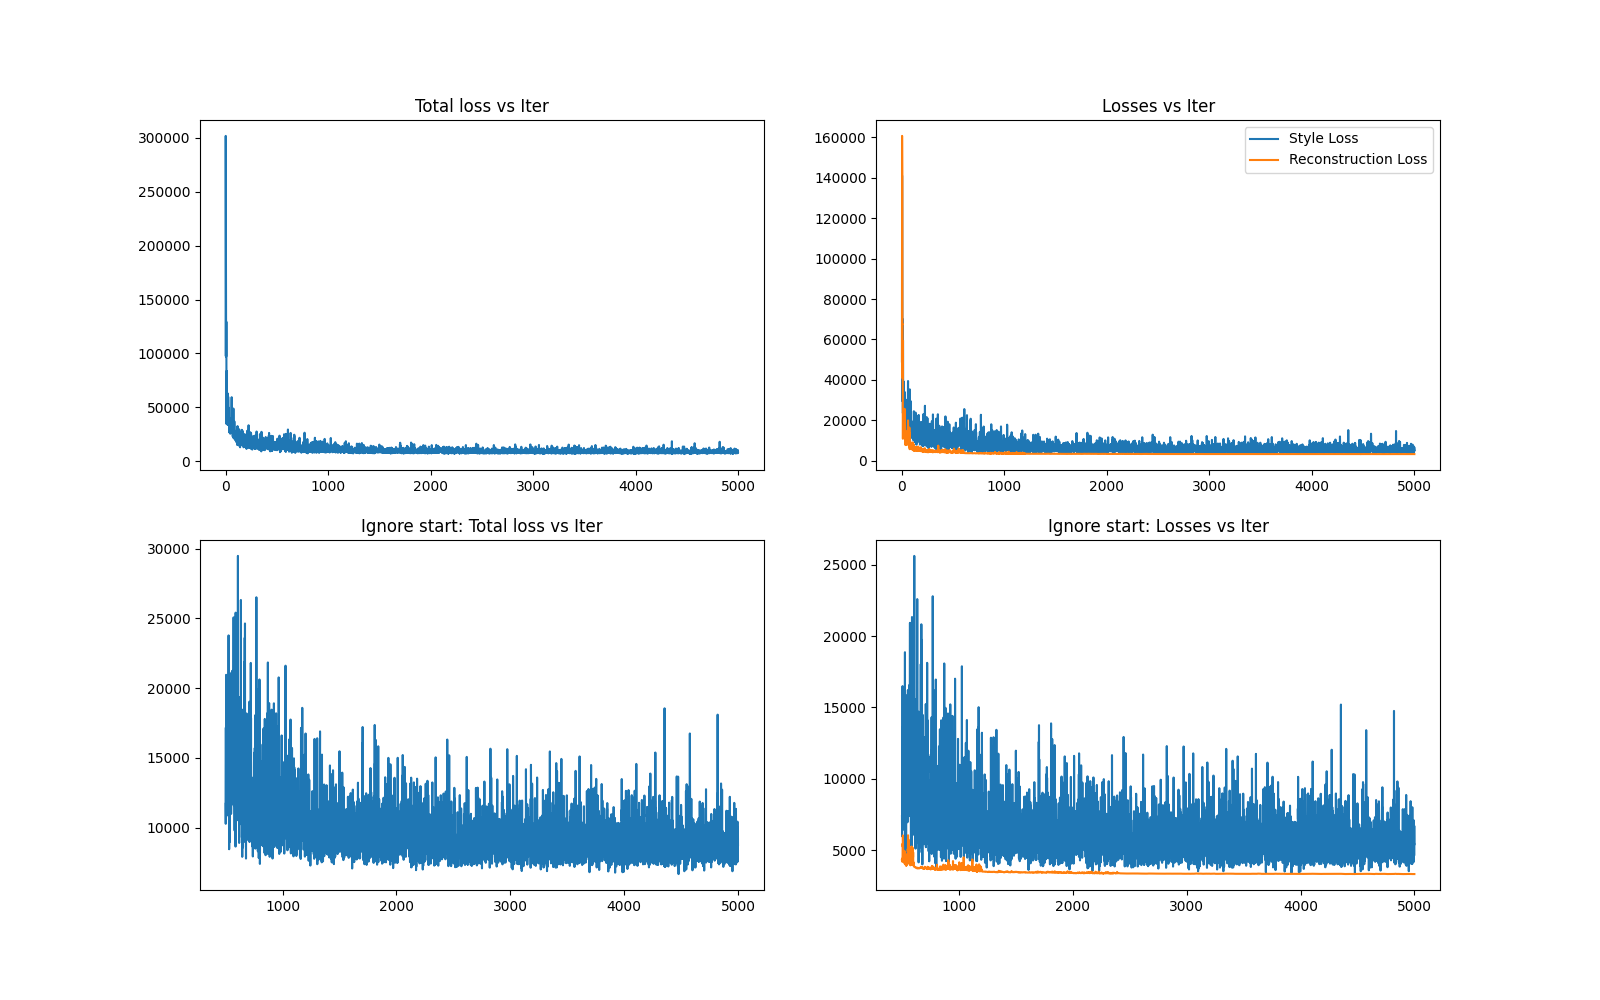 Total loss vs Iter
300000
250000
200000
150000
100000
50000
0
0 1000 2000 3000 4000 5000
Losses vs Iter
Style Loss
Reconstruction Loss
160000
140000
120000
100000
80000
60000
40000
20000
0
0 1000 2000 3000 4000 5000
Ignore start: Total loss vs Iter
30000
25000
20000
15000
10000
1000 2000 3000 4000 5000
Ignore start: Losses vs Iter
25000
20000
15000
10000
5000
1000 2000 3000 4000 5000